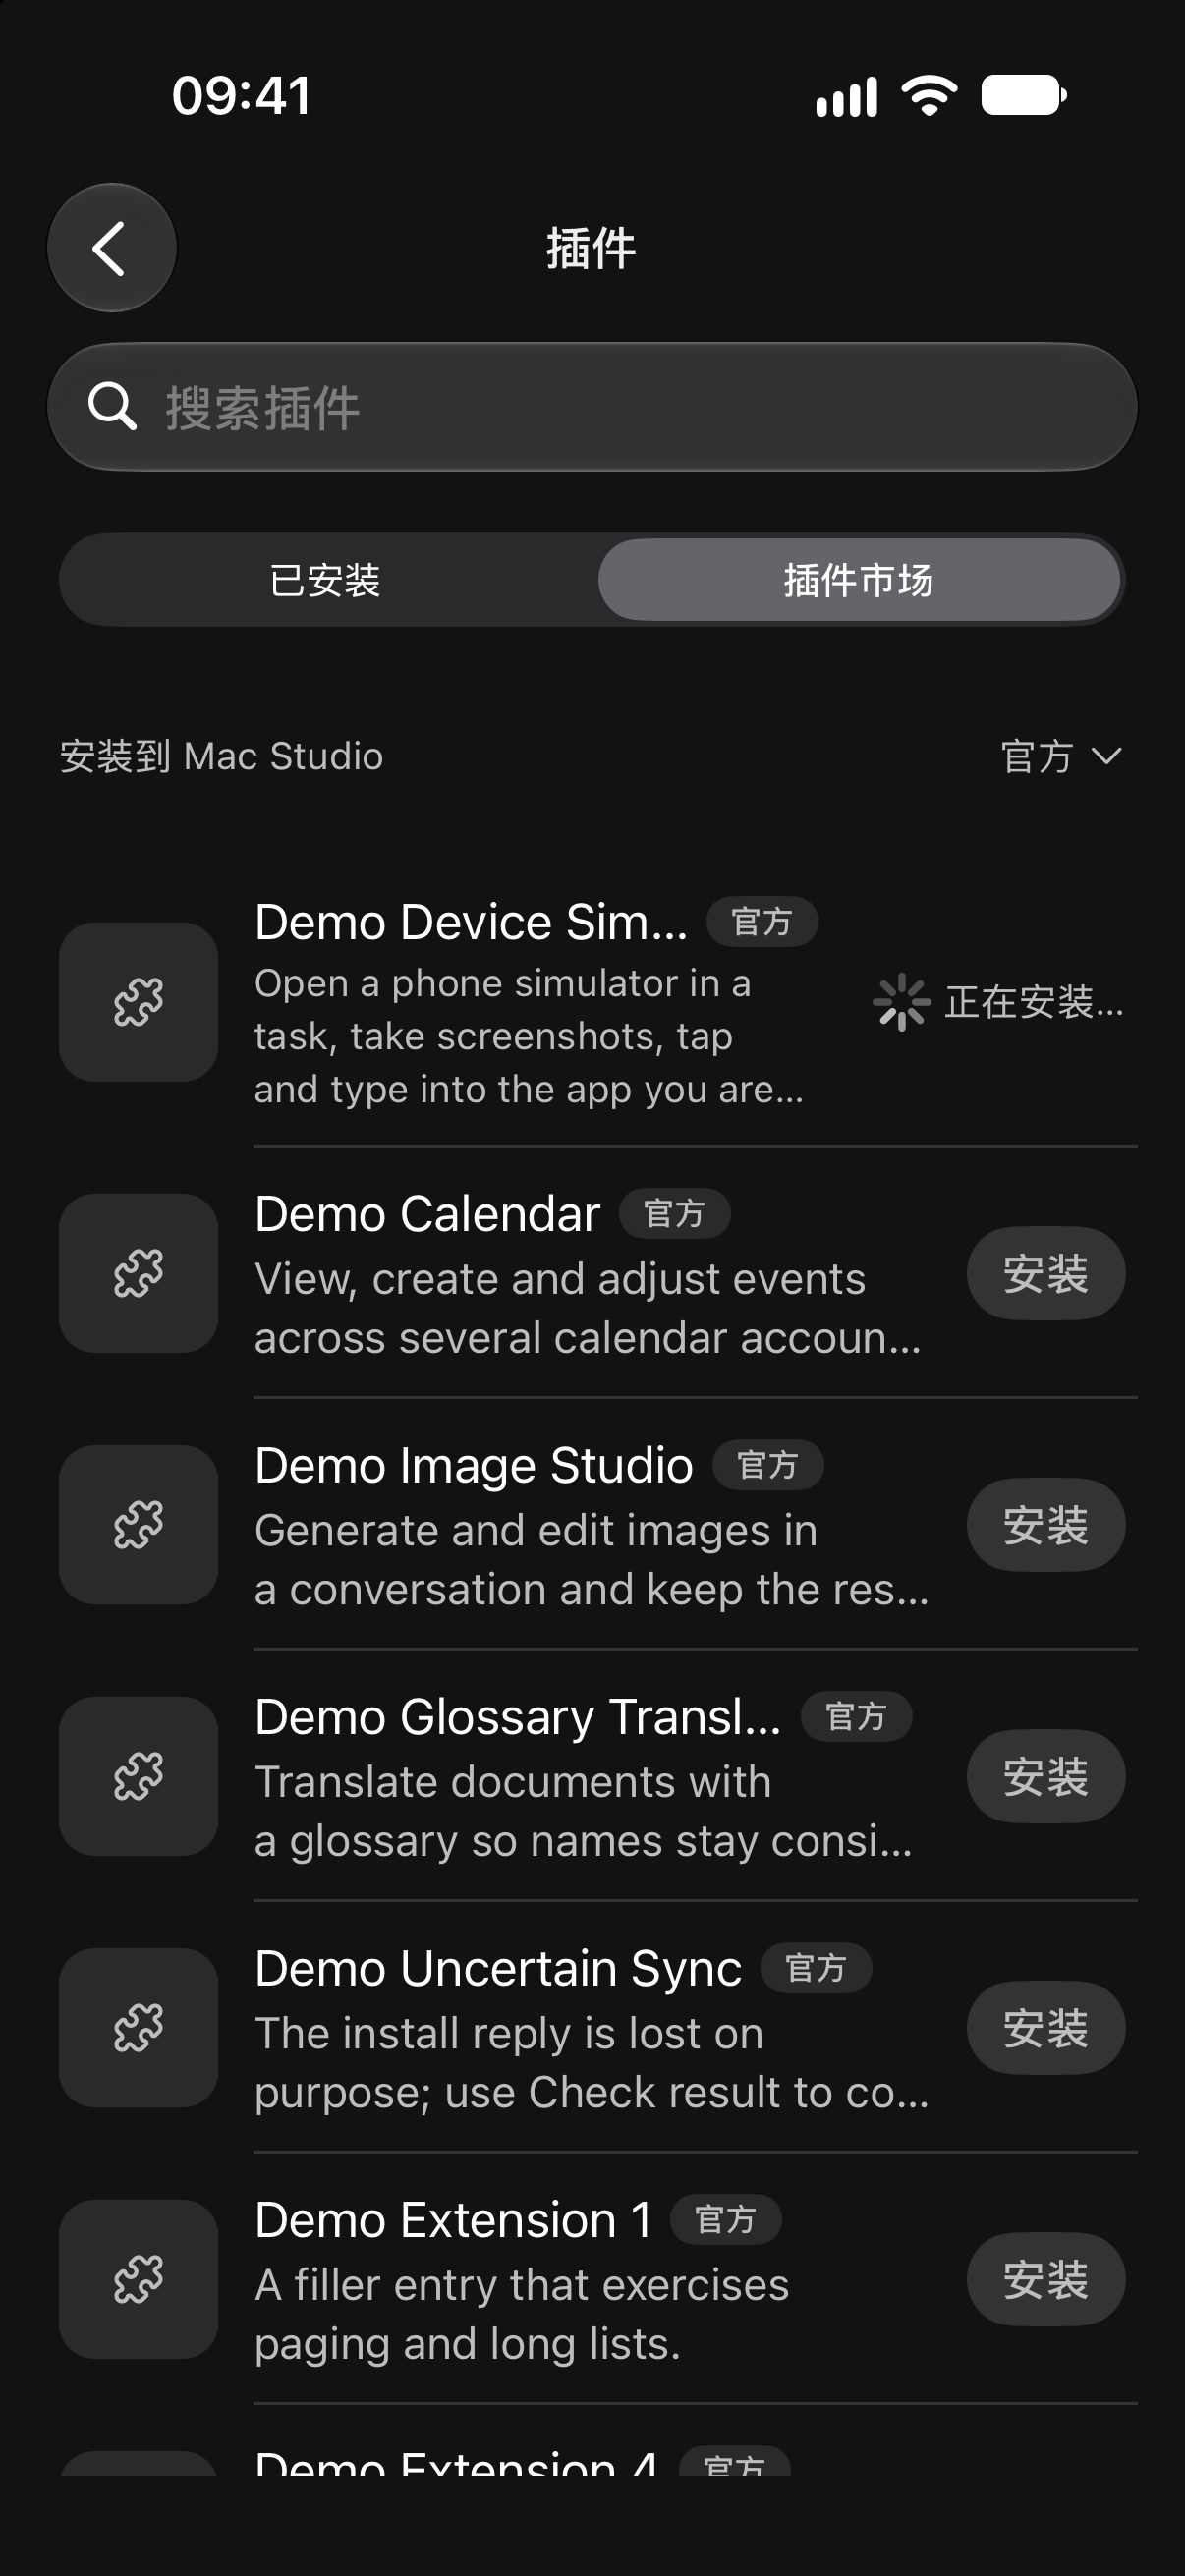 09:41
插件
搜索插件
已安装
插件市场
安装到 Mac Studio
官方
Demo Device Sim...
官方
Open a phone simulator in a
task, take screenshots, tap
and type into the app you are...
正在安装...
Demo Calendar
官方
View, create and adjust events
across several calendar accoun...
安装
Demo Image Studio
官方
Generate and edit images in
a conversation and keep the res...
安装
Demo Glossary Transl...
官方
Translate documents with
a glossary so names stay consi...
安装
Demo Uncertain Sync
官方
The install reply is lost on
purpose; use Check result to co...
安装
Demo Extension 1
官方
A filler entry that exercises
paging and long lists.
安装
Demo Extension 4
官方